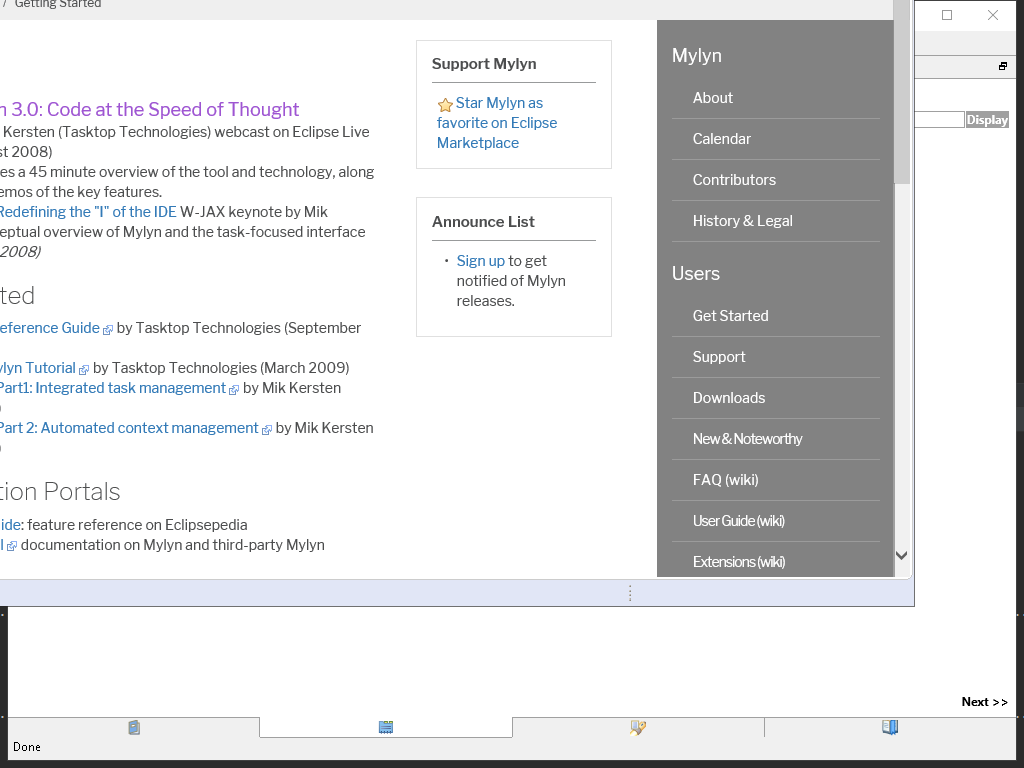 / Getting Started
n 3.0: Code at the Speed of Thought
Kersten (Tasktop Technologies) webcast on Eclipse Live
st 2008)
es a 45 minute overview of the tool and technology, along
emos of the key features.
Redefining the "I" of the IDE W-JAX keynote by Mik
eptual overview of Mylyn and the task-focused interface
2008)
ted
eference Guide by Tasktop Technologies (September
ylyn Tutorial by Tasktop Technologies (March 2009)
Part1: Integrated task management by Mik Kersten
)
Part 2: Automated context management by Mik Kersten
)
tion Portals
ide: feature reference on Eclipsepedia
l documentation on Mylyn and third-party Mylyn
Support Mylyn
Star Mylyn as
favorite on Eclipse
Marketplace
Announce List
• Sign up to get
notified of Mylyn
releases.
Mylyn
About
Calendar
Contributors
History & Legal
Users
Get Started
Support
Downloads
New & Noteworthy
FAQ (wiki)
User Guide (wiki)
Extensions (wiki)
Display
Next >>
Done